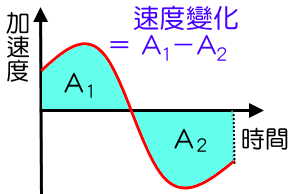 速度變化
= A₁-A₂
加速度
A₁
A₂
時間